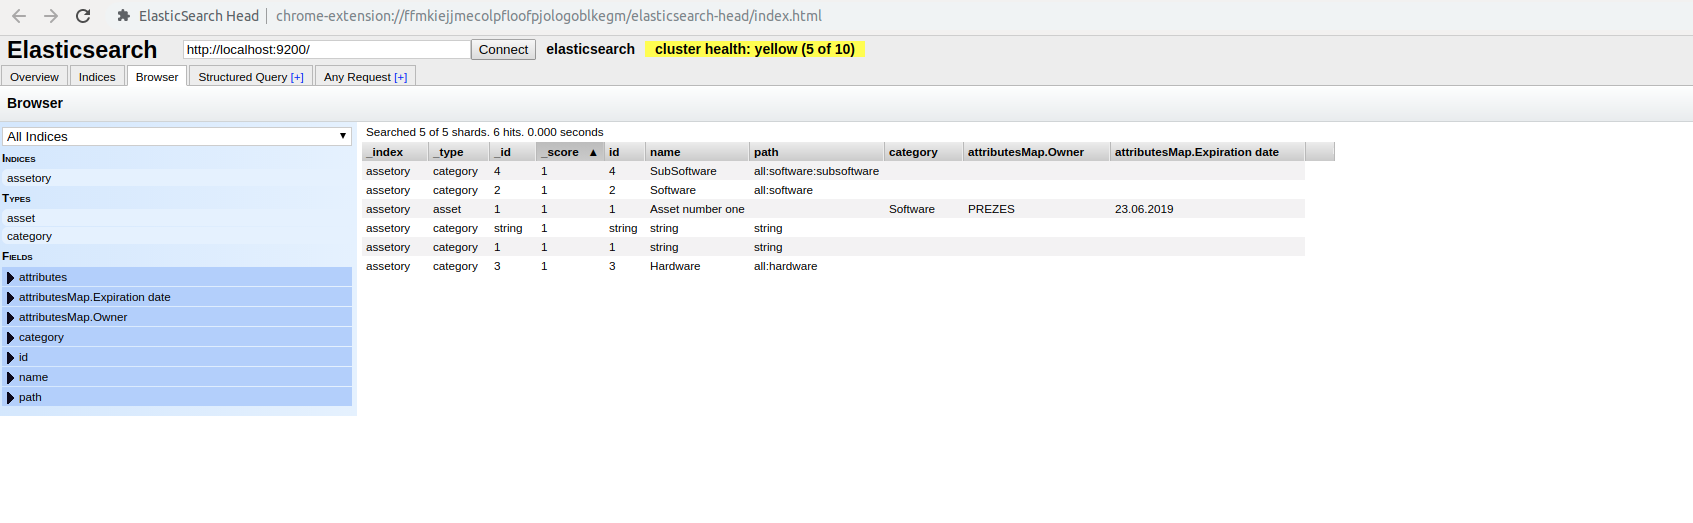 ElasticSearch Head | chrome-extension://ffmkiejjmecolpfloofpjologoblkegm/elasticsearch-head/index.html
Elasticsearch http://localhost:9200/ Connect elasticsearch cluster health: yellow (5 of 10)
Overview Indices Browser Structured Query [+] Any Request [+]
Browser
All Indices
Indices
assetory
Types
asset
category
Fields
attributes
attributesMap.Expiration date
attributesMap.Owner
category
id
name
path
Searched 5 of 5 shards. 6 hits. 0.000 seconds
_index _type _id _score ▲ id name path category attributesMap.Owner attributesMap.Expiration date
assetory category 4 1 4 SubSoftware all:software:subsoftware
assetory category 2 1 2 Software all:software
assetory asset 1 1 1 Asset number one Software PREZES 23.06.2019
assetory category string 1 string string string
assetory category 1 1 1 string string
assetory category 3 1 3 Hardware all:hardware